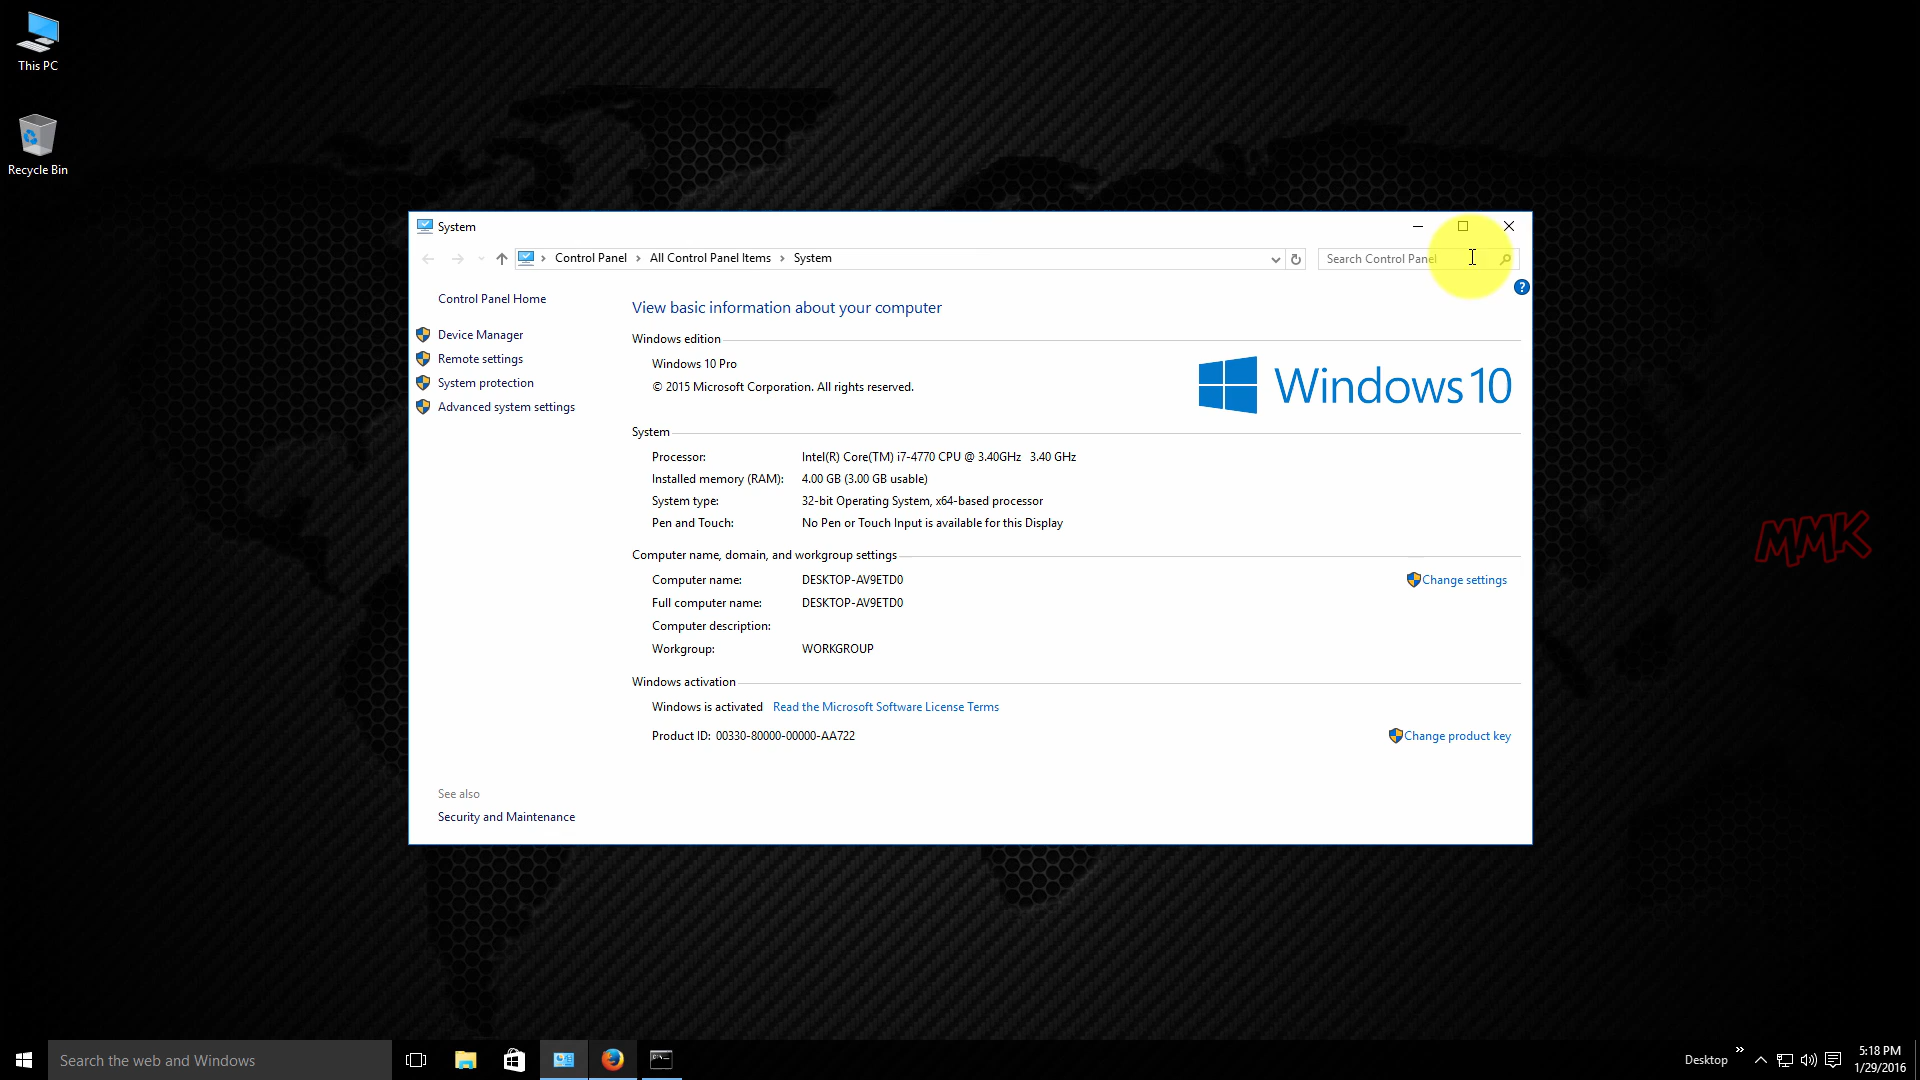 This PC
Recycle Bin
System
Control Panel All Control Panel Items System
Search Control Panel
Control Panel Home
Device Manager
Remote settings
System protection
Advanced system settings
See also
Security and Maintenance
View basic information about your computer
Windows edition
Windows 10 Pro
© 2015 Microsoft Corporation. All rights reserved.
Windows 10
System
Processor: Intel(R) Core(TM) i7-4770 CPU @ 3.40GHz 3.40 GHz
Installed memory (RAM): 4.00 GB (3.00 GB usable)
System type: 32-bit Operating System, x64-based processor
Pen and Touch: No Pen or Touch Input is available for this Display
Computer name, domain, and workgroup settings
Computer name: DESKTOP-AV9ETD0
Change settings
Full computer name: DESKTOP-AV9ETD0
Computer description:
Workgroup: WORKGROUP
Windows activation
Windows is activated Read the Microsoft Software License Terms
Product ID: 00330-80000-00000-AA722
Change product key
MMK
Search the web and Windows
Desktop
5:18 PM
1/29/2016